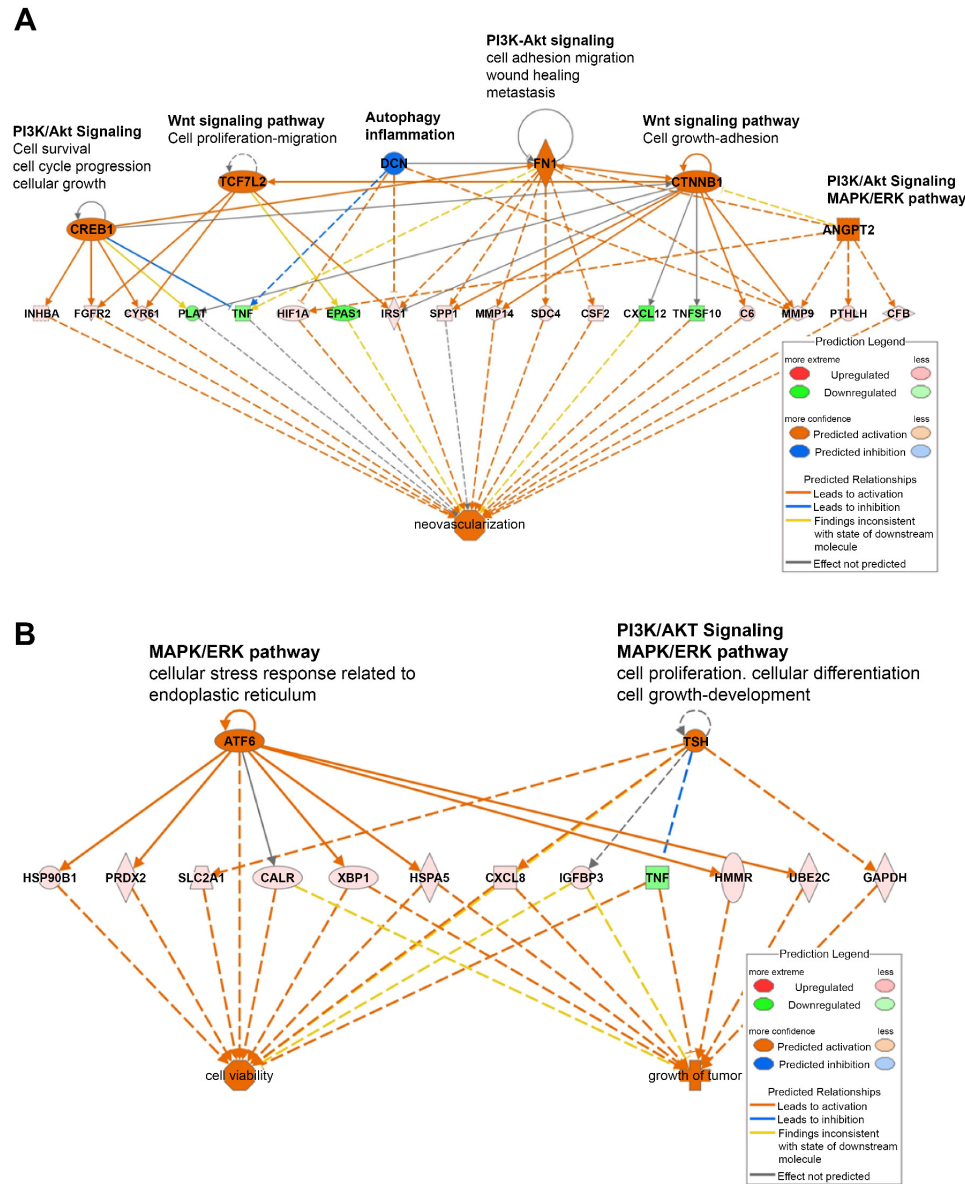 A
PI3K-Akt signaling
cell adhesion migration
wound healing
metastasis
PI3K/Akt Signaling
Cell survival
cell cycle progression
cellular growth
Wnt signaling pathway
Cell proliferation-migration
Autophagy
inflammation
Wnt signaling pathway
Cell growth-adhesion
PI3K/Akt Signaling
MAPK/ERK pathway
TCF7L2
DCN
FN1
CTNNB1
CREB1
ANGPT2
INHBA
FGFR2
CYR61
PLAT
TNF
HIF1A
EPAS1
IRS1
SPP1
MMP14
SDC4
CSF2
CXCL12
TNFSF10
C6
MMP9
PTHLH
CFB
neovascularization
Prediction Legend
more extreme less
Upregulated
Downregulated
more confidence less
Predicted activation
Predicted inhibition
Predicted Relationships
Leads to activation
Leads to inhibition
Findings inconsistent
with state of downstream
molecule
Effect not predicted
B
MAPK/ERK pathway
cellular stress response related to
endoplastic reticulum
PI3K/AKT Signaling
MAPK/ERK pathway
cell proliferation. cellular differentiation
cell growth-development
ATF6
TSH
HSP90B1
PRDX2
SLC2A1
CALR
XBP1
HSPA5
CXCL8
IGFBP3
TNF
HMMR
UBE2C
GAPDH
cell viability
growth of tumor
Prediction Legend
more extreme less
Upregulated
Downregulated
more confidence less
Predicted activation
Predicted inhibition
Predicted Relationships
Leads to activation
Leads to inhibition
Findings inconsistent
with state of downstream
molecule
Effect not predicted